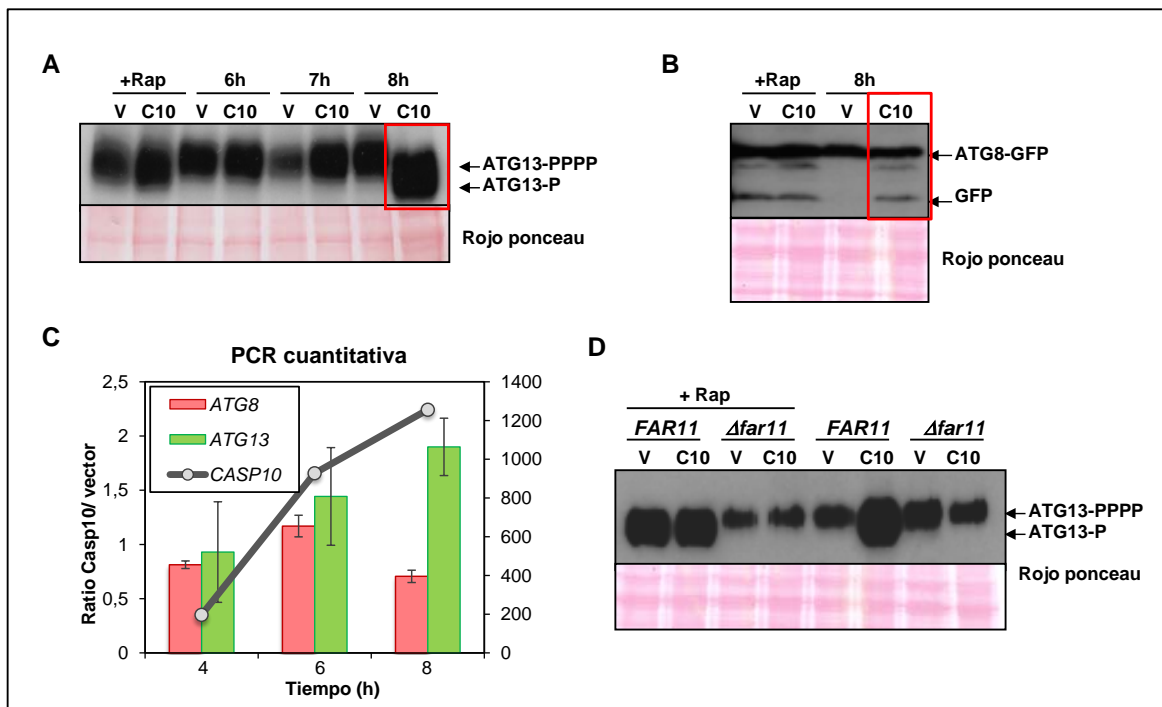 A
+Rap 6h 7h 8h
V C10 V C10 V C10 V C10
ATG13-PPPP
ATG13-P
Rojo ponceau
B
+Rap 8h
V C10 V C10
ATG8-GFP
GFP
Rojo ponceau
C
PCR cuantitativa
ATG8
ATG13
CASP10
Ratio Casp10/ vector
2,5
2
1,5
1
0,5
0
1400
1200
1000
800
600
400
200
0
4 6 8
Tiempo (h)
D
+ Rap
FAR11 Δfar11 FAR11 Δfar11
V C10 V C10 V C10 V C10
ATG13-PPPP
ATG13-P
Rojo ponceau